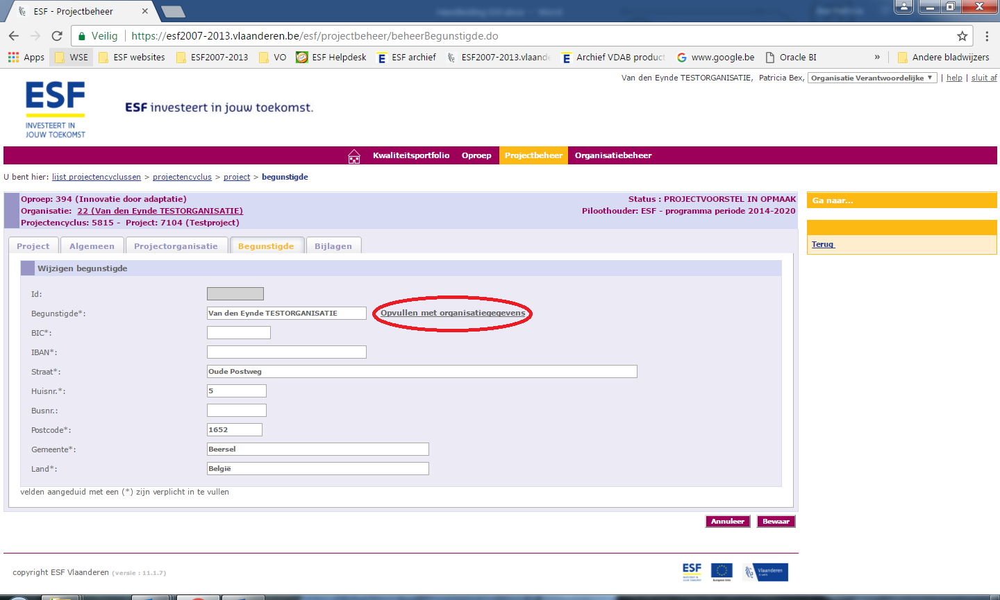 ESF - Projectbeheer
Veilig
https://esf2007-2013.vlaanderen.be/esf/projectbeheer/beheerBegunstigde.do
Apps WSE ESF websites ESF2007-2013 VO ESF Helpdesk ESF archief ESF2007-2013.vlaande Archief VDAB product www.google.be Oracle BI » Andere bladwijzers
Van den Eynde TESTORGANISATIE, Patricia Bex, Organisatie Verantwoordelijke | help | sluit af
ESF
INVESTEERT IN
JOUW TOEKOMST
ESF investeert in jouw toekomst.
Kwaliteitsportfolio Oproep Projectbeheer Organisatiebeheer
U bent hier: lijst projectencyclussen > projectencyclus > project > begunstigde
Oproep: 394 (Innovatie door adaptatie) Status : PROJECTVOORSTEL IN OPMAAK
Organisatie: 22 (Van den Eynde TESTORGANISATIE) Piloothouder: ESF - programma periode 2014-2020
Projectencyclus: 5815 - Project: 7104 (Testproject)
Ga naar...
Terug
Project Algemeen Projectorganisatie Begunstigde Bijlagen
Wijzigen begunstigde
Id:
Begunstigde*: Van den Eynde TESTORGANISATIE Opvullen met organisatiegegevens
BIC*:
IBAN*:
Straat*: Oude Postweg
Huisnr.*: 5
Busnr.:
Postcode*: 1652
Gemeente*: Beersel
Land*: België
velden aangeduid met een (*) zijn verplicht in te vullen
Annuleer Bewaar
copyright ESF Vlaanderen (versie : 11.1.7)
ESF
Vlaanderen